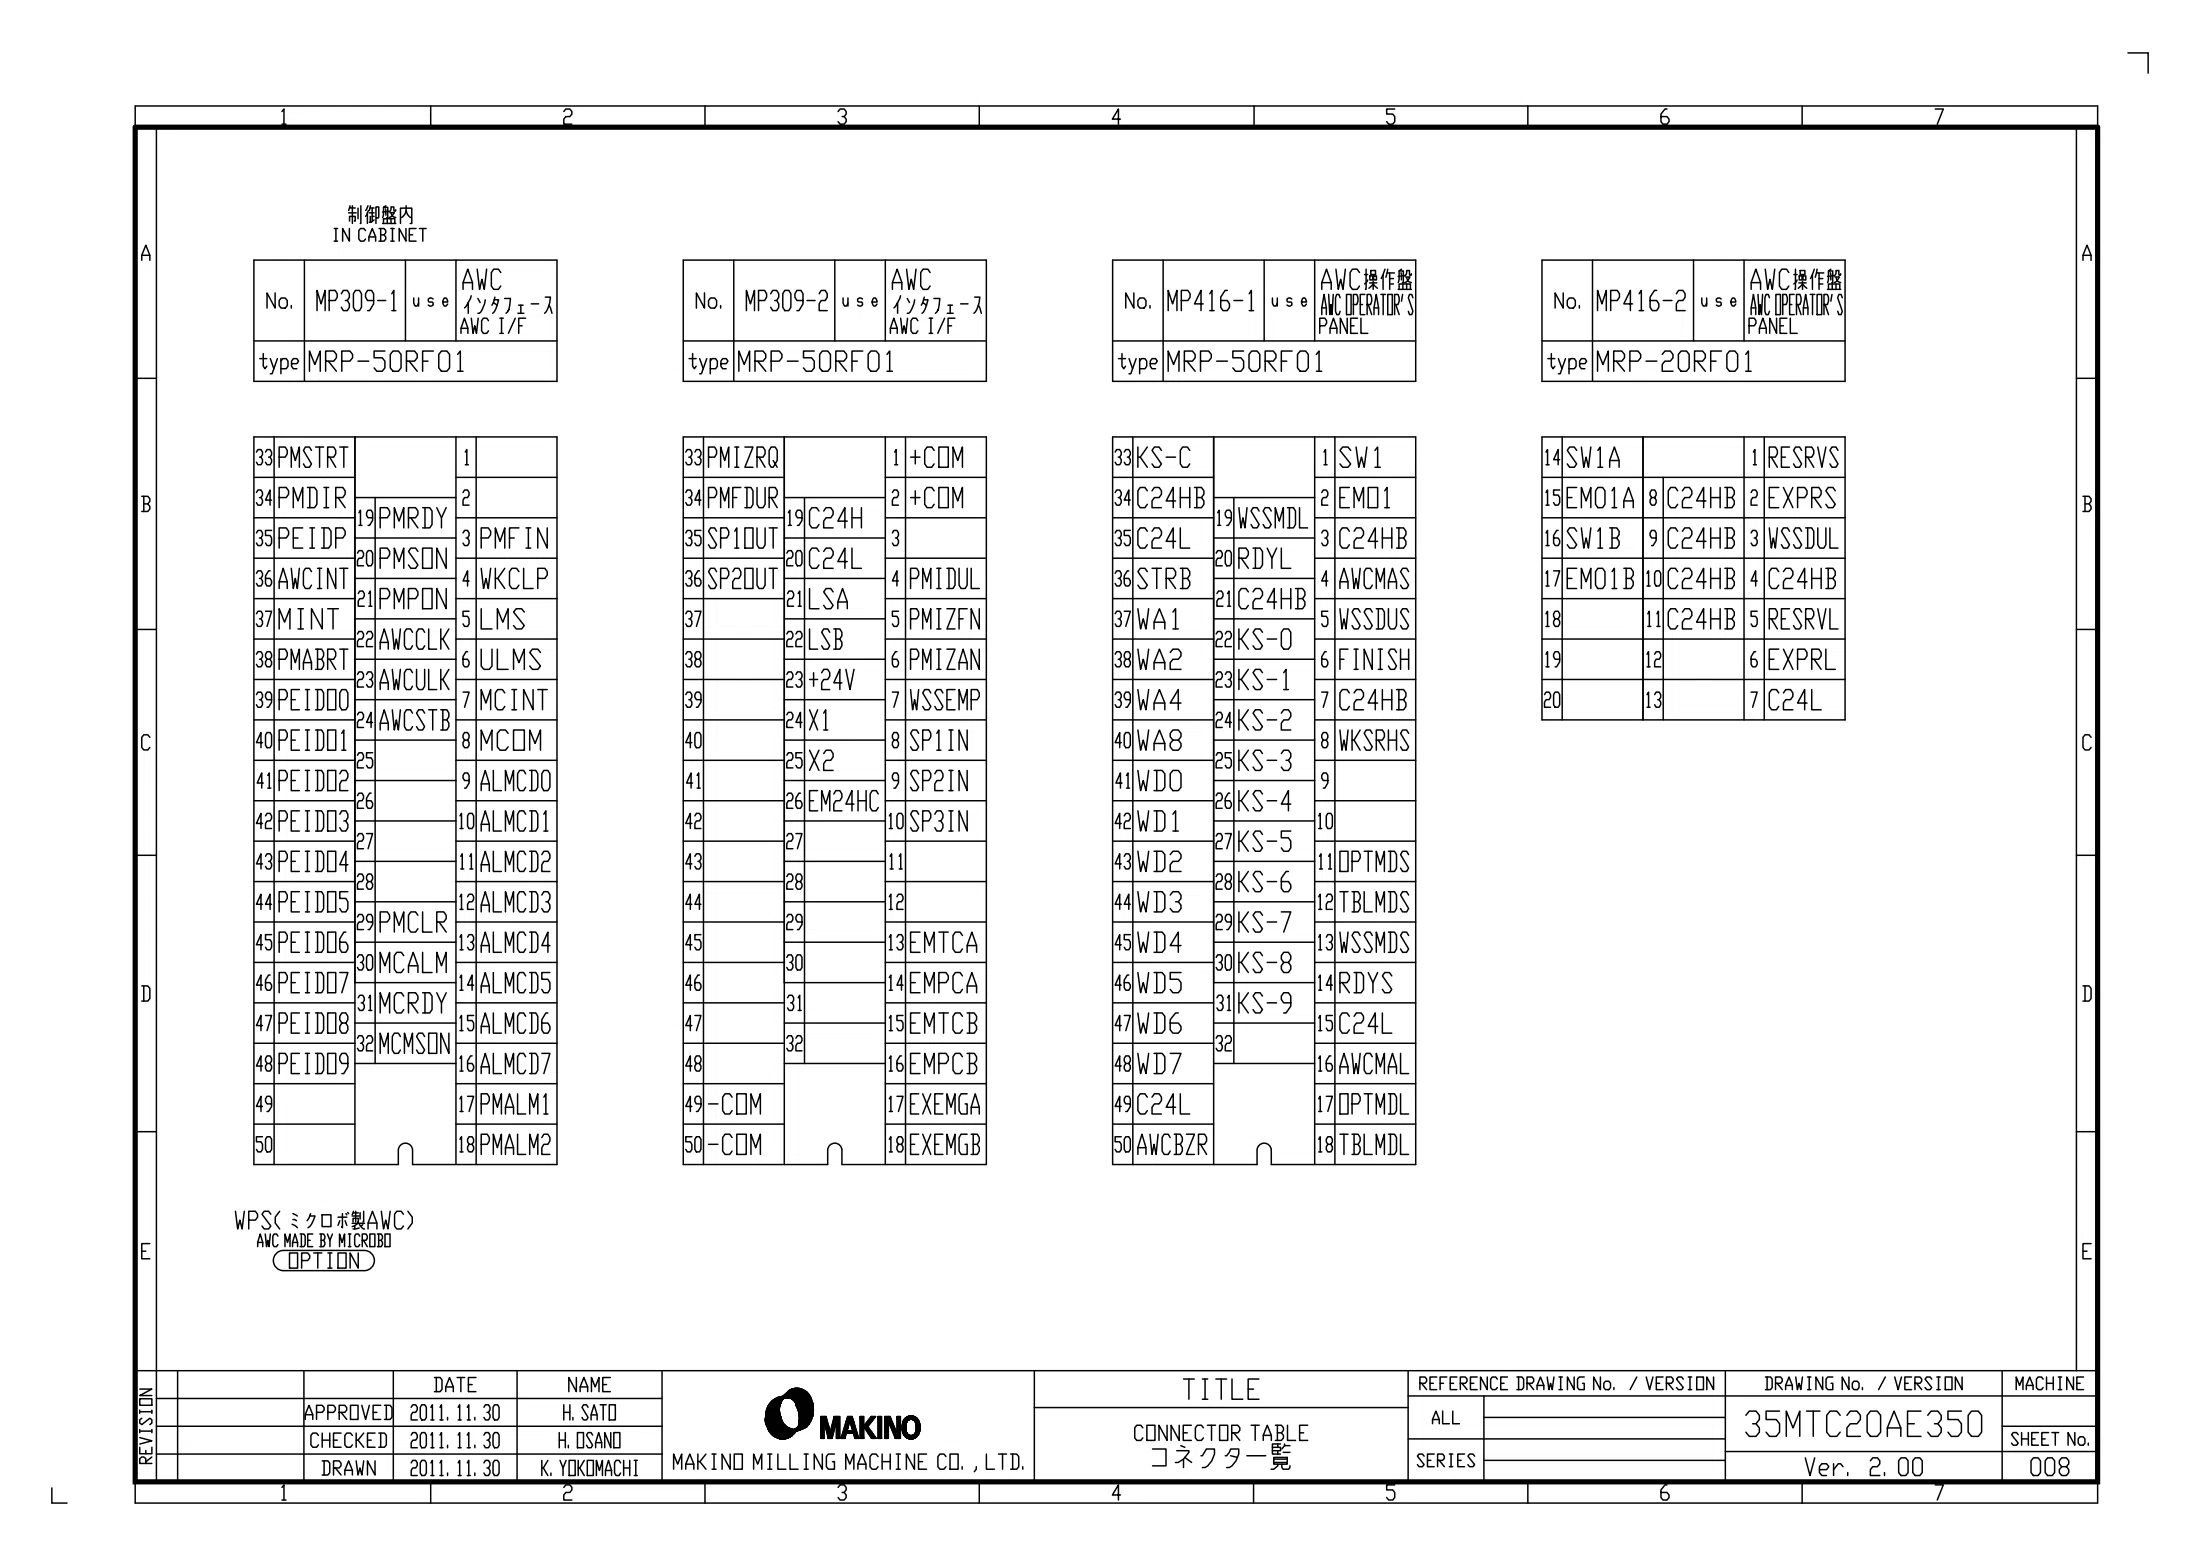 1 2 3 4 5 6 7
A A
B B
C C
D D
E E
制御盤内
IN CABINET
No. MP309-1 use AWC
インタフェース
AWC I/F
type MRP-50RF01
33 PMSTRT
34 PMDIR
35 PEIDP
36 AWCINT
37 MINT
38 PMABRT
39 PEIDO0
40 PEIDO1
41 PEIDO2
42 PEIDO3
43 PEIDO4
44 PEIDO5
45 PEIDO6
46 PEIDO7
47 PEIDO8
48 PEIDO9
49
50
19 PMRDY
20 PMSON
21 PMPON
22 AWCCLK
23 AWCULK
24 AWCSTB
25
26
27
28
29 PMCLR
30 MCALM
31 MCRDY
32 MCMSON
1
2
3 PMFIN
4 WKCLP
5 LMS
6 ULMS
7 MCINT
8 MCOM
9 ALMCD0
10 ALMCD1
11 ALMCD2
12 ALMCD3
13 ALMCD4
14 ALMCD5
15 ALMCD6
16 ALMCD7
17 PMALM1
18 PMALM2
No. MP309-2 use AWC
インタフェース
AWC I/F
type MRP-50RF01
33 PMIZRQ
34 PMFDUR
35 SP1OUT
36 SP2OUT
37
38
39
40
41
42
43
44
45
46
47
48
49 -COM
50 -COM
19 C24H
20 C24L
21 LSA
22 LSB
23 +24V
24 X1
25 X2
26 EM24HC
27
28
29
30
31
32
1 +COM
2 +COM
3
4 PMIDUL
5 PMIZFN
6 PMIZAN
7 WSSEMP
8 SP1IN
9 SP2IN
10 SP3IN
11
12
13 EMTCA
14 EMPCA
15 EMTCB
16 EMPCB
17 EXEMGA
18 EXEMGB
No. MP416-1 use AWC操作盤
AWC OPERATOR'S
PANEL
type MRP-50RF01
33 KS-C
34 C24HB
35 C24L
36 STRB
37 WA1
38 WA2
39 WA4
40 WA8
41 WD0
42 WD1
43 WD2
44 WD3
45 WD4
46 WD5
47 WD6
48 WD7
49 C24L
50 AWCBZR
19 WSSMDL
20 RDYL
21 C24HB
22 KS-0
23 KS-1
24 KS-2
25 KS-3
26 KS-4
27 KS-5
28 KS-6
29 KS-7
30 KS-8
31 KS-9
32
1 SW1
2 EMO1
3 C24HB
4 AWCMAS
5 WSSDUS
6 FINISH
7 C24HB
8 WKSRHS
9
10
11 OPTMDS
12 TBLMDS
13 WSSMDS
14 RDYS
15 C24L
16 AWCMAL
17 OPTMDL
18 TBLMDL
No. MP416-2 use AWC操作盤
AWC OPERATOR'S
PANEL
type MRP-20RF01
14 SW1A
15 EMO1A
16 SW1B
17 EMO1B
18
19
20
8 C24HB
9 C24HB
10 C24HB
11 C24HB
12
13
1 RESRVS
2 EXPRS
3 WSSDUL
4 C24HB
5 RESRVL
6 EXPRL
7 C24L
WPS(ミクロボ製AWC)
AWC MADE BY MICROBO
OPTION
REVISION
DATE NAME
APPROVED 2011.11.30 H. SATO
CHECKED 2011.11.30 H. OSANO
DRAWN 2011.11.30 K. YOKOMACHI
MAKINO
MAKINO MILLING MACHINE CO.,LTD.
TITLE
CONNECTOR TABLE
コネクタ一覧
REFERENCE DRAWING No. / VERSION
ALL
SERIES
DRAWING No. / VERSION
35MTC20AE350
Ver. 2.00
MACHINE
SHEET No.
008
1 2 3 4 5 6 7